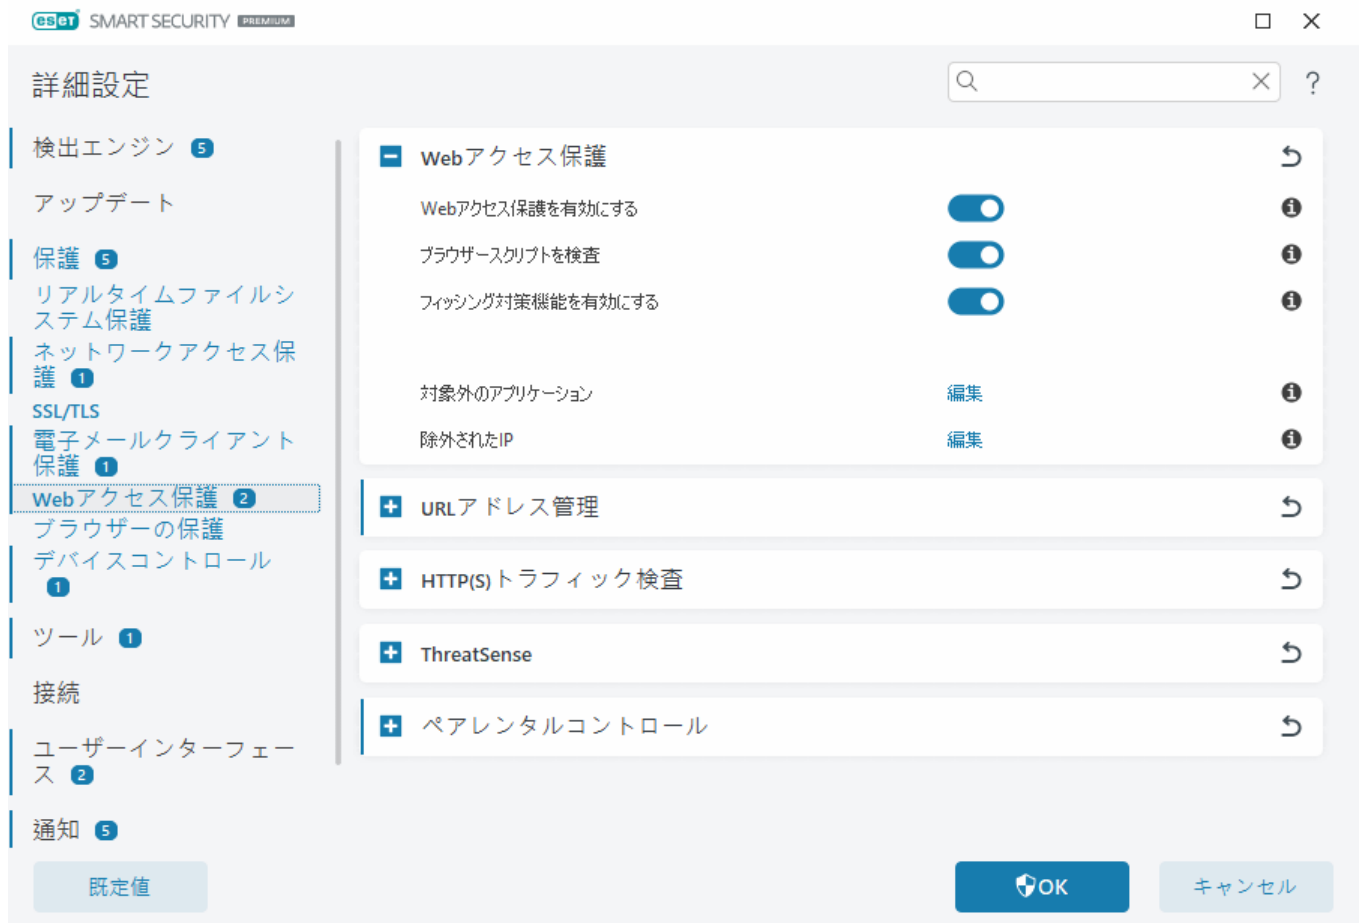 eset SMART SECURITY PREMIUM
詳細設定
?
検出エンジン 5
アップデート
保護 5
リアルタイムファイルシ
ステム保護
ネットワークアクセス保
護 1
SSL/TLS
電子メールクライアント
保護 1
Webアクセス保護 2
ブラウザーの保護
デバイスコントロール
1
ツール 1
接続
ユーザーインターフェー
ス 2
通知 5
Webアクセス保護
Webアクセス保護を有効にする
ブラウザースクリプトを検査
フィッシング対策機能を有効にする
対象外のアプリケーション 編集
除外されたIP 編集
URLアドレス管理
HTTP(S)トラフィック検査
ThreatSense
ペアレンタルコントロール
既定値
OK
キャンセル